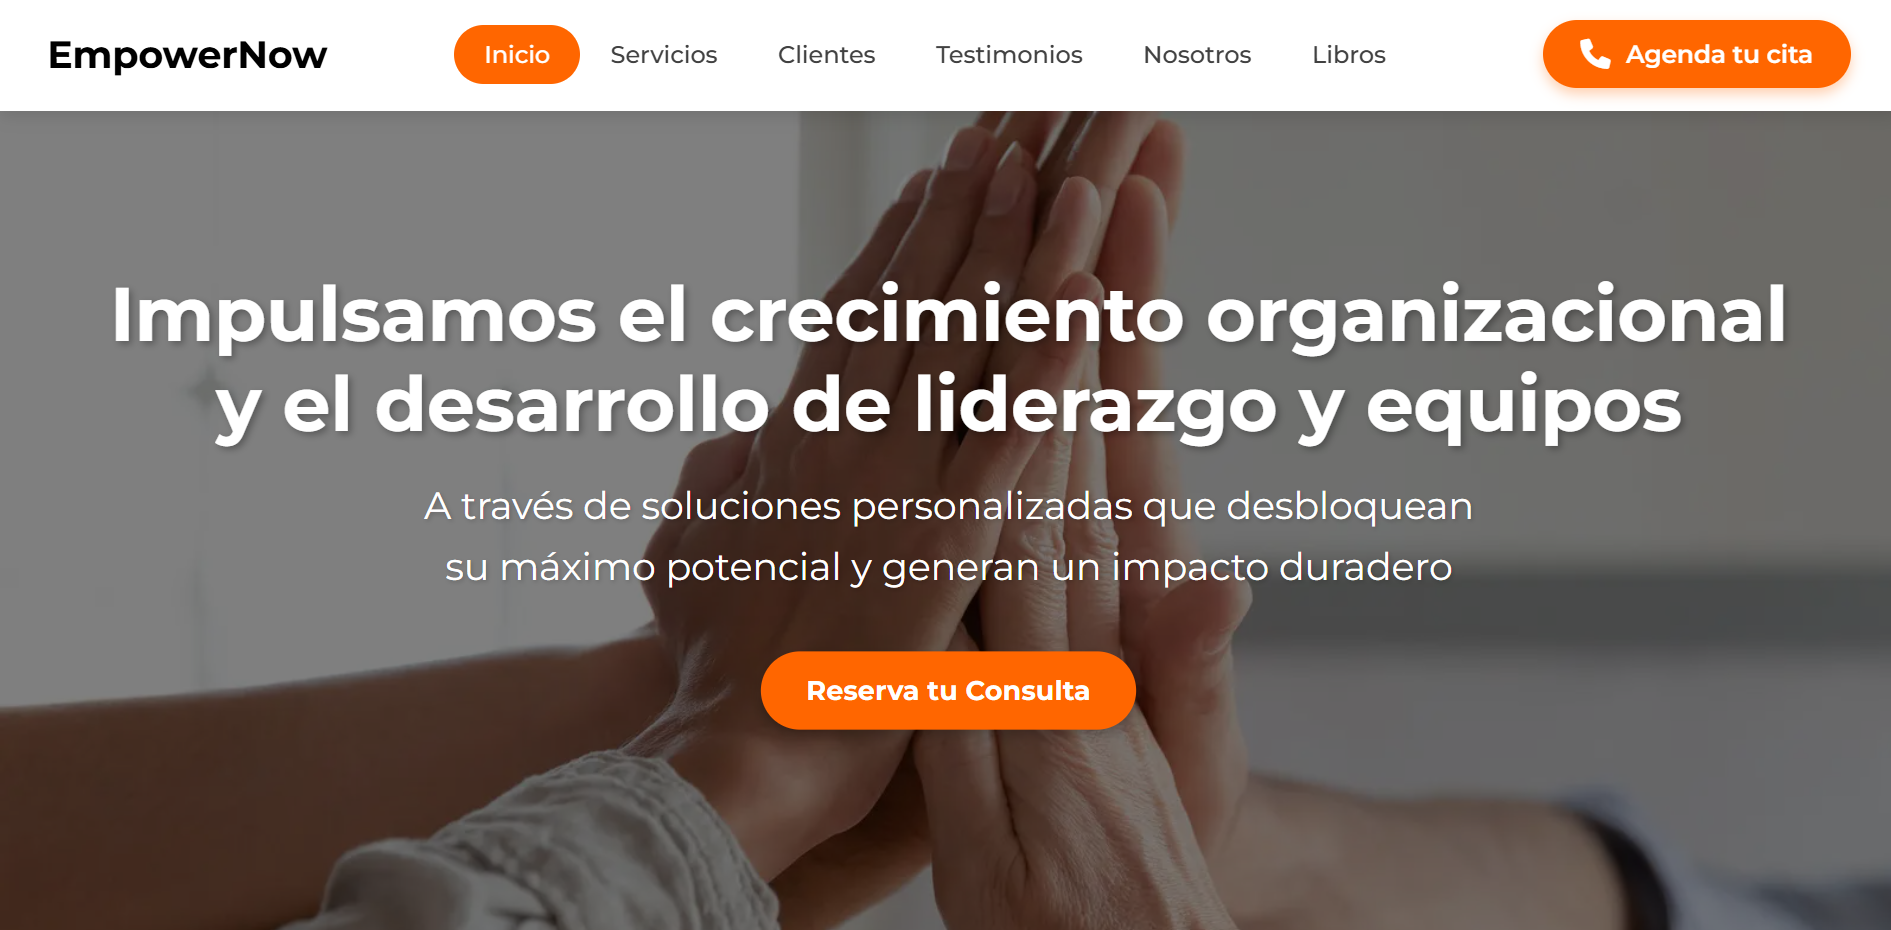 EmpowerNow
Inicio
Servicios
Clientes
Testimonios
Nosotros
Libros
Agenda tu cita
Impulsamos el crecimiento organizacional
y el desarrollo de liderazgo y equipos
A través de soluciones personalizadas que desbloquean
su máximo potencial y generan un impacto duradero
Reserva tu Consulta